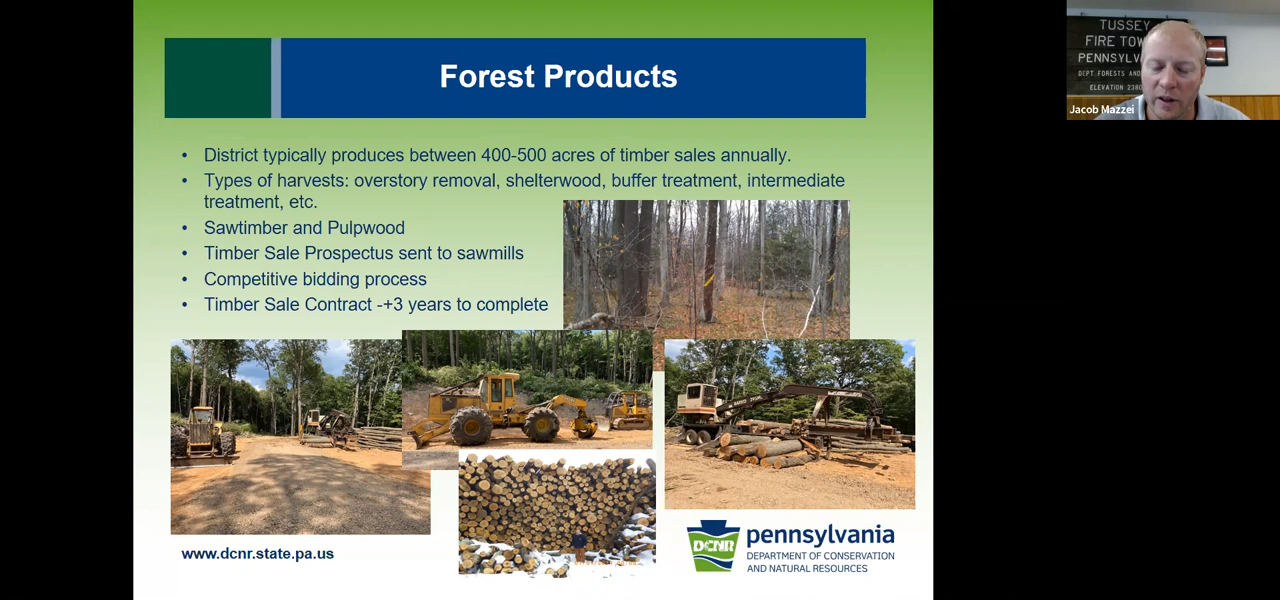 Forest Products
• District typically produces between 400-500 acres of timber sales annually.
• Types of harvests: overstory removal, shelterwood, buffer treatment, intermediate
treatment, etc.
• Sawtimber and Pulpwood
• Timber Sale Prospectus sent to sawmills
• Competitive bidding process
• Timber Sale Contract -+3 years to complete
www.dcnr.state.pa.us
DCNR
pennsylvania
DEPARTMENT OF CONSERVATION
AND NATURAL RESOURCES
TUSSEY
FIRE TOW
PENNSYLVA
DEPT FORESTS AND
ELEVATION 2380
Jacob Mazzei